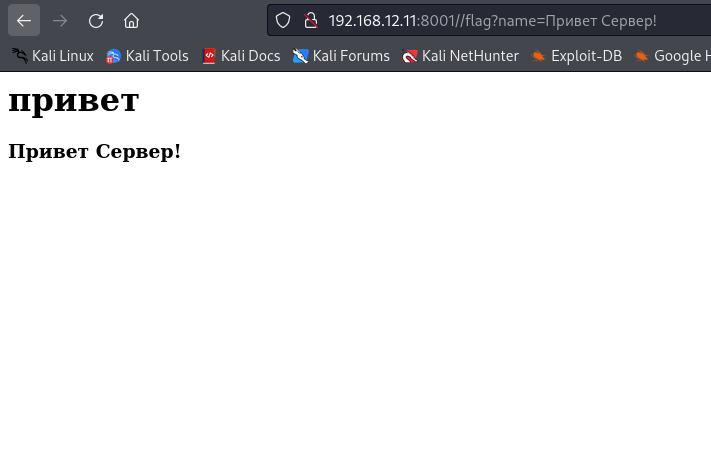 192.168.12.11:8001//flag?name=Привет Сервер!
Kali Linux Kali Tools Kali Docs Kali Forums Kali NetHunter Exploit-DB Google H
привет
Привет Сервер!